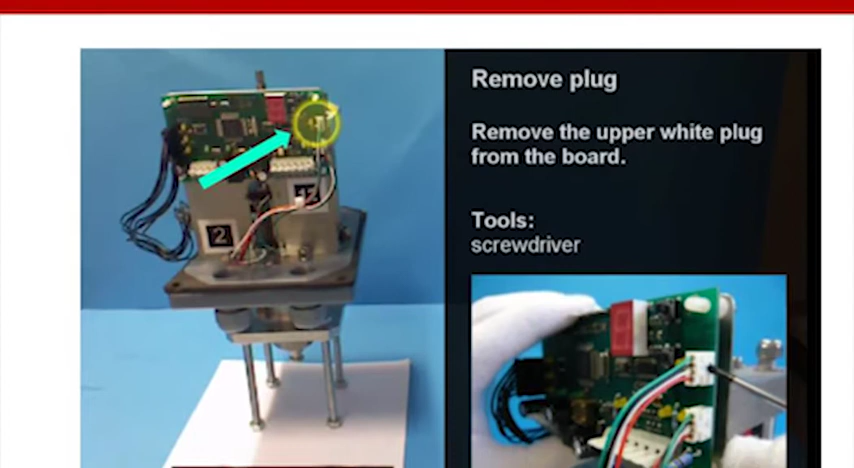 Remove plug
Remove the upper white plug
from the board.
Tools:
screwdriver
2